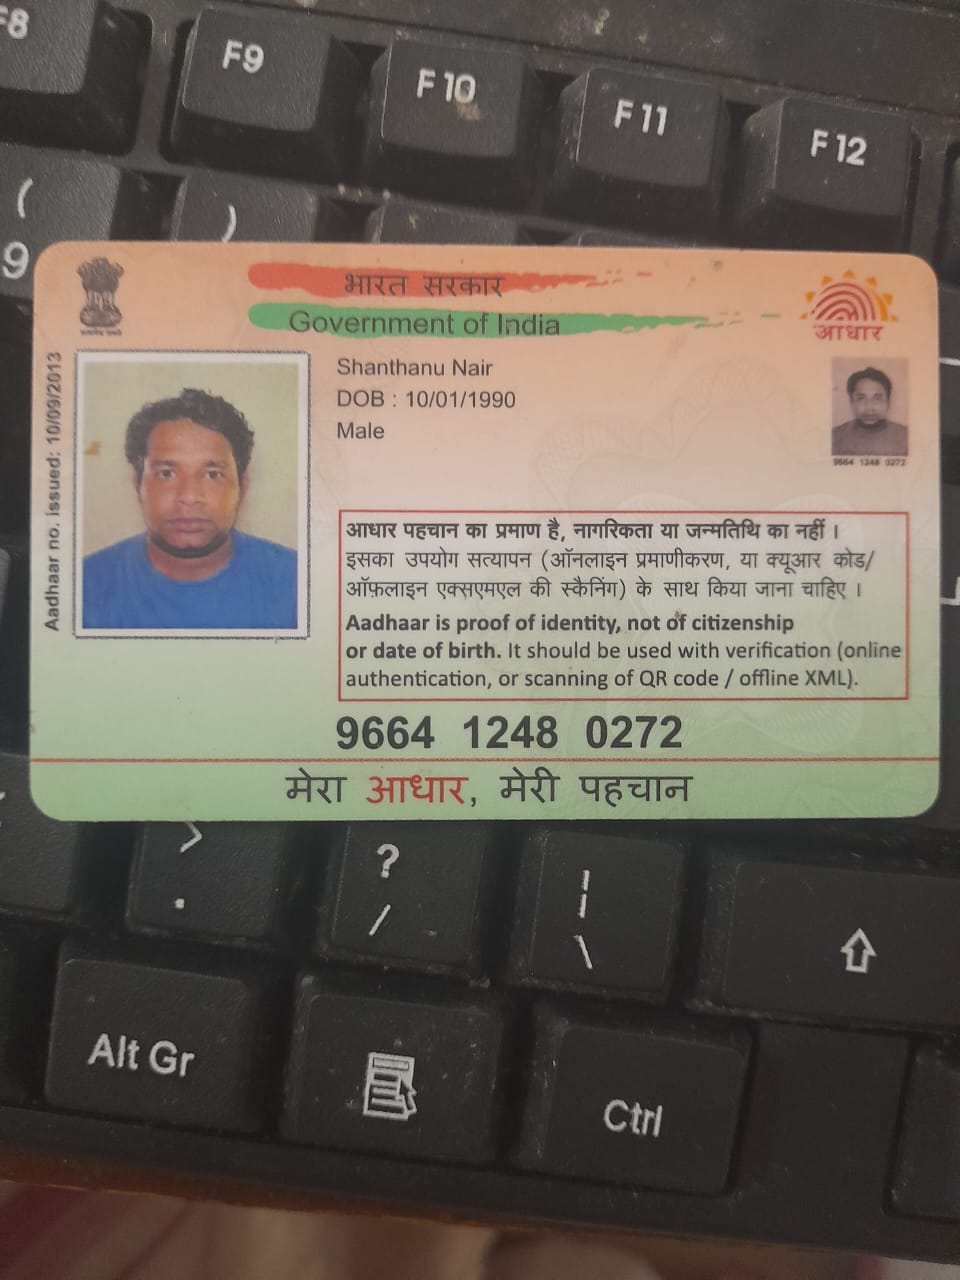 F8
F9
F10
F11
F12
(
9
)
भारत सरकार
Government of India
आधार
Aadhaar no. issued: 10/09/2013
Shanthanu Nair
DOB : 10/01/1990
Male
9664 1248 0272
आधार पहचान का प्रमाण है, नागरिकता या जन्मतिथि का नहीं ।
इसका उपयोग सत्यापन (ऑनलाइन प्रमाणीकरण, या क्यूआर कोड/
ऑफ़लाइन एक्सएमएल की स्कैनिंग) के साथ किया जाना चाहिए ।
Aadhaar is proof of identity, not of citizenship
or date of birth. It should be used with verification (online
authentication, or scanning of QR code / offline XML).
9664 1248 0272
मेरा आधार, मेरी पहचान
>
.
?
/
|
\
Alt Gr
Ctrl